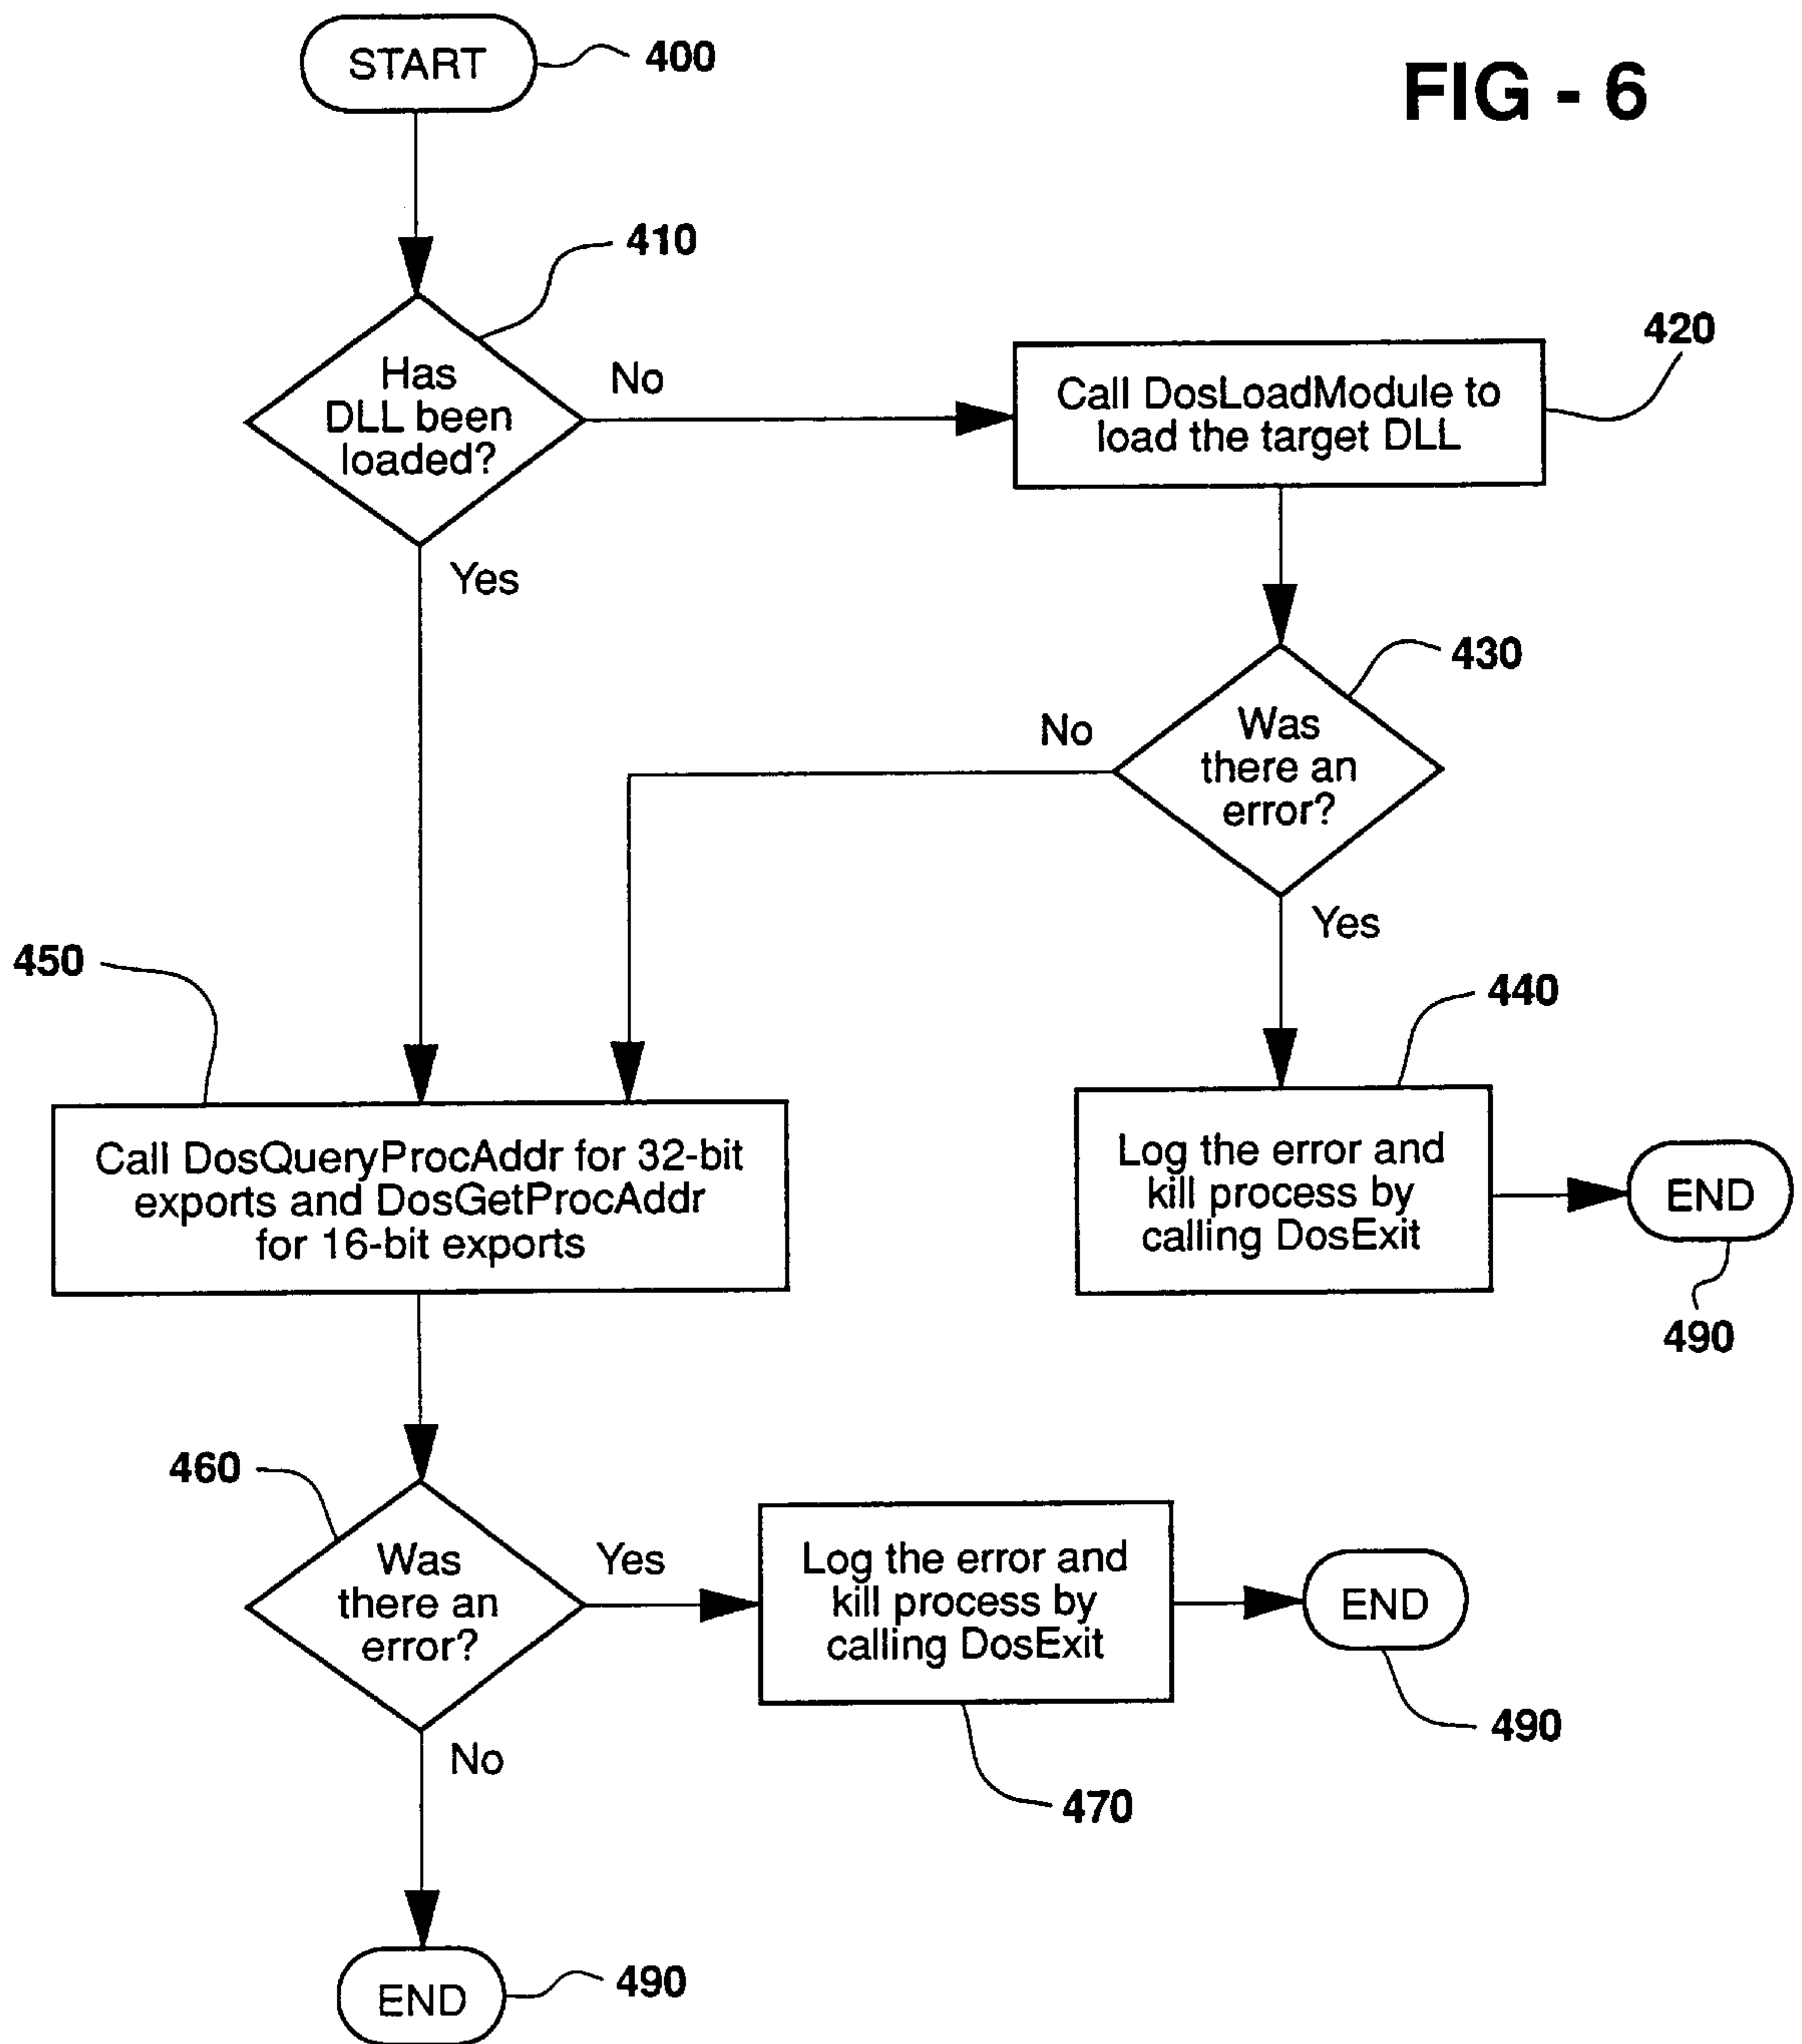 START
400
FIG - 6
410
Has
DLL been
loaded?
No
420
Call DosLoadModule to
load the target DLL
Yes
430
Was
there an
error?
No
Yes
450
440
Call DosQueryProcAddr for 32-bit
exports and DosGetProcAddr
for 16-bit exports
Log the error and
kill process by
calling DosExit
END
490
460
Was
there an
error?
Yes
Log the error and
kill process by
calling DosExit
END
490
470
No
END
490